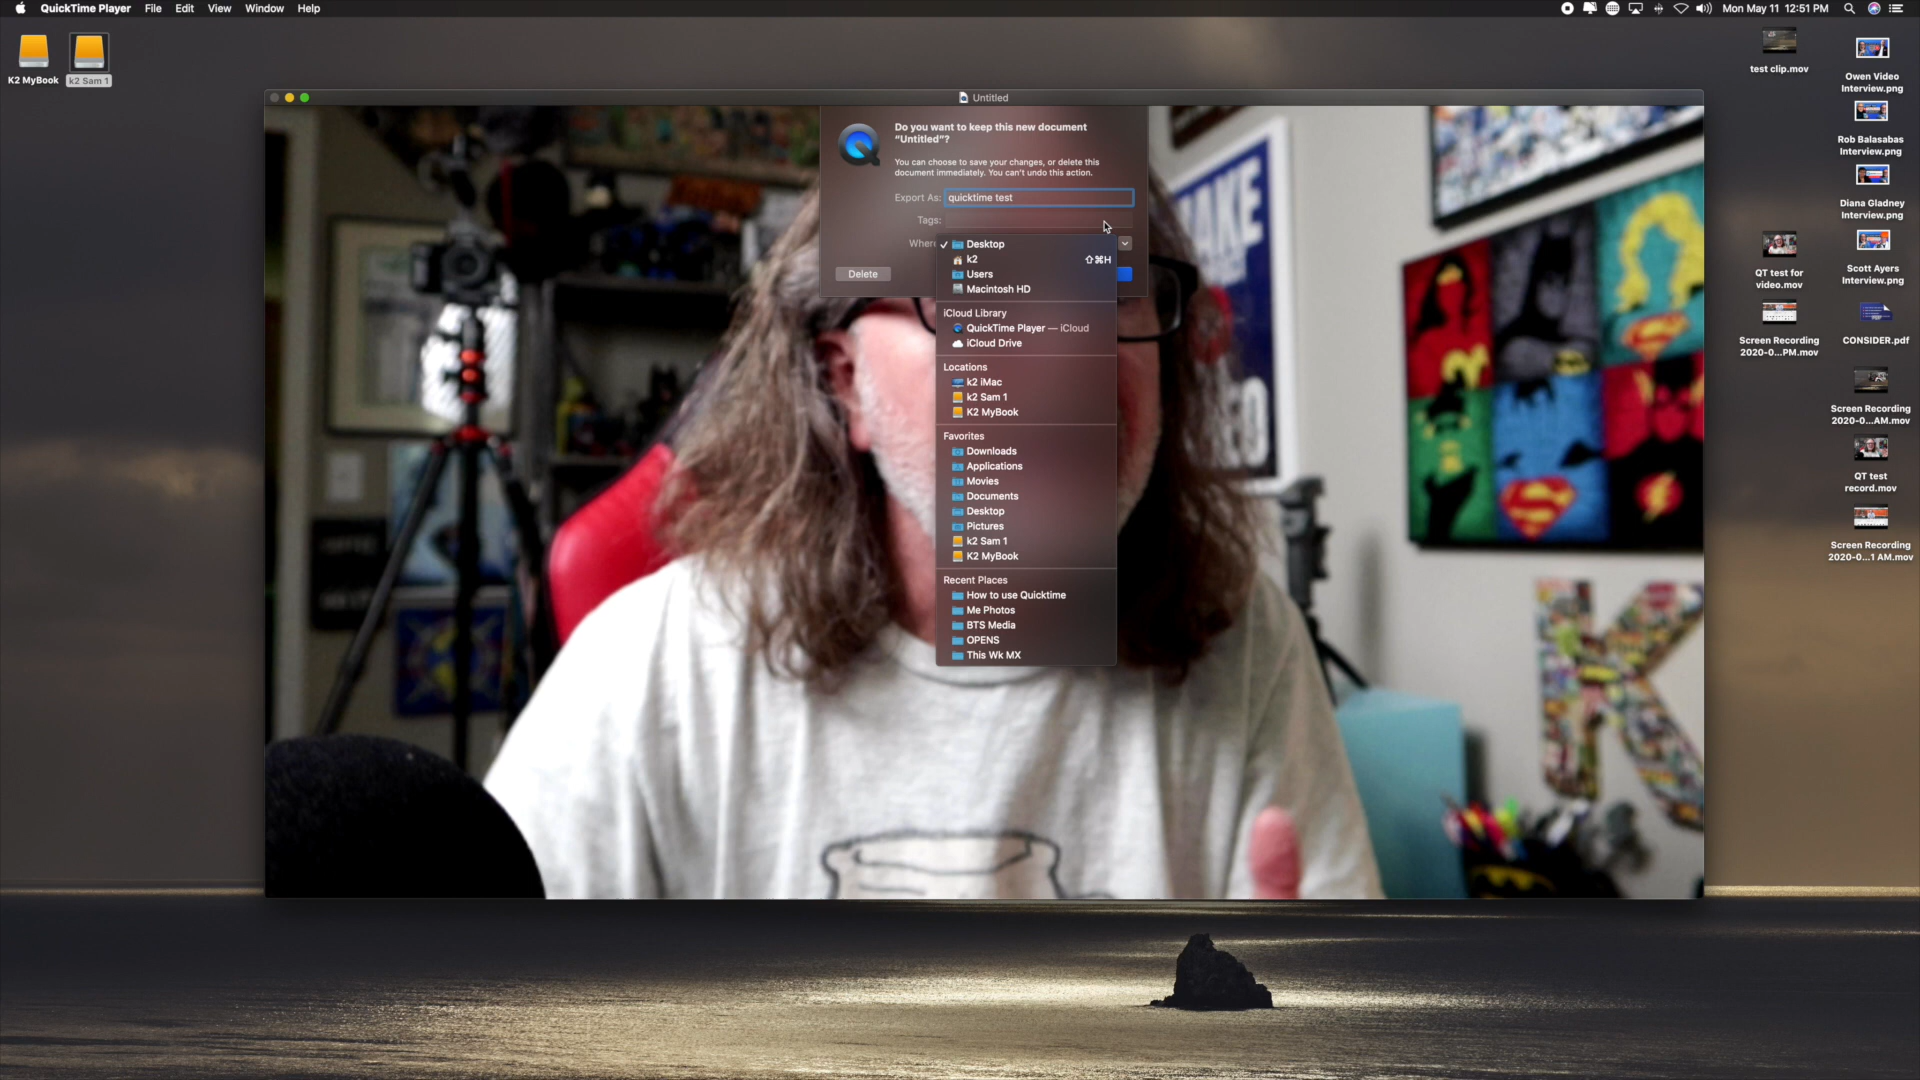 QuickTime Player File Edit View Window Help
Mon May 11 12:51 PM
K2 MyBook
k2 Sam 1
Untitled
Do you want to keep this new document
“Untitled”?
You can choose to save your changes, or delete this
document immediately. You can’t undo this action.
Export As: quicktime test
Tags:
Where
Delete
Desktop
k2 ⇧⌘H
Users
Macintosh HD
iCloud Library
QuickTime Player — iCloud
iCloud Drive
Locations
k2 iMac
k2 Sam 1
K2 MyBook
Favorites
Downloads
Applications
Movies
Documents
Desktop
Pictures
k2 Sam 1
K2 MyBook
Recent Places
How to use Quicktime
Me Photos
BTS Media
OPENS
This Wk MX
MAKE
K
test clip.mov
QT test for
video.mov
Screen Recording
2020-0...PM.mov
Owen Video
Interview.png
Rob Balasabas
Interview.png
Diana Gladney
Interview.png
Scott Ayers
Interview.png
CONSIDER.pdf
Screen Recording
2020-0...AM.mov
QT test
record.mov
Screen Recording
2020-0...1 AM.mov